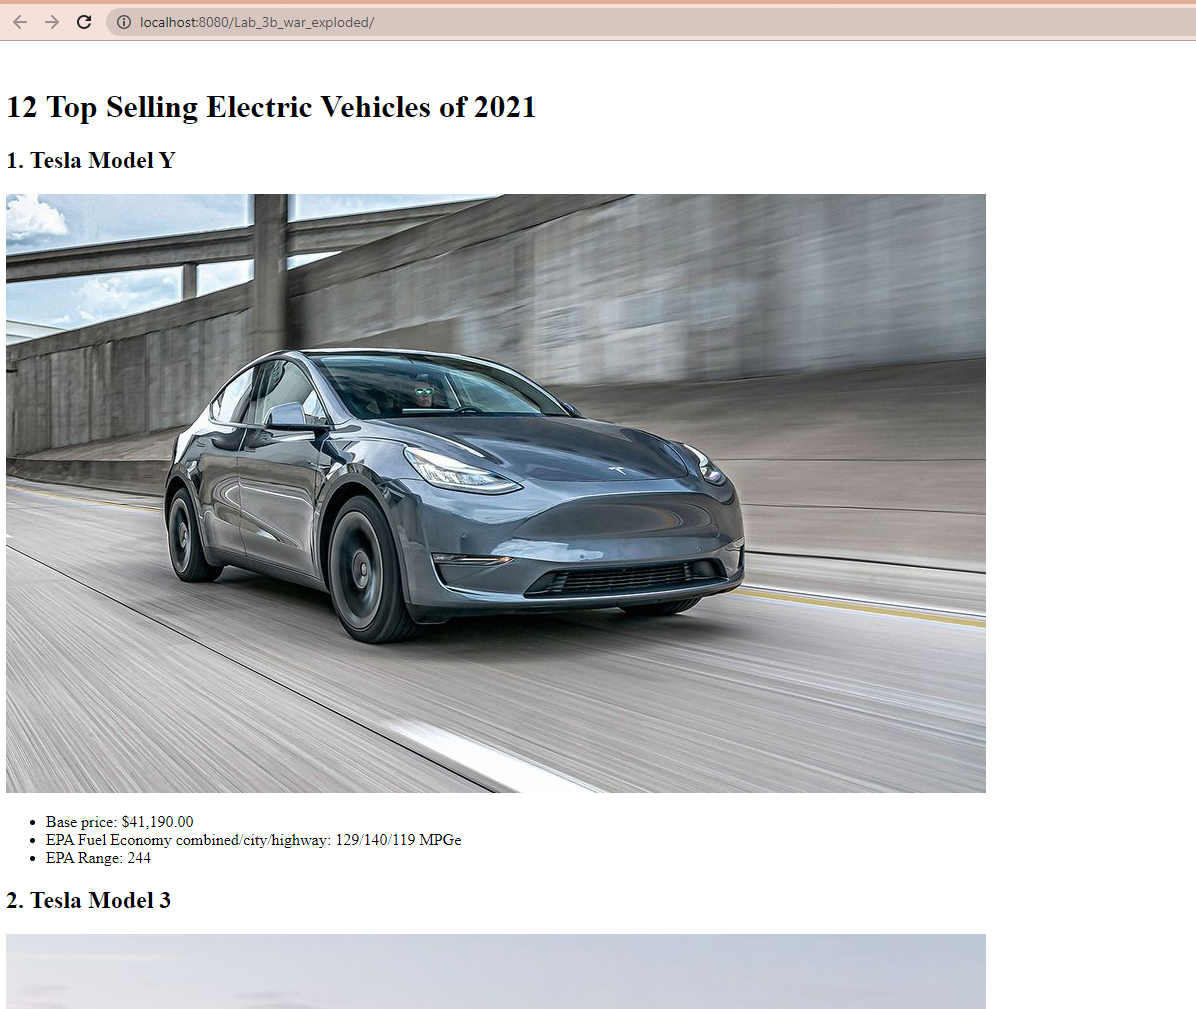 localhost:8080/Lab_3b_war_exploded/
12 Top Selling Electric Vehicles of 2021
1. Tesla Model Y
Base price: $41,190.00
EPA Fuel Economy combined/city/highway: 129/140/119 MPGe
EPA Range: 244
2. Tesla Model 3